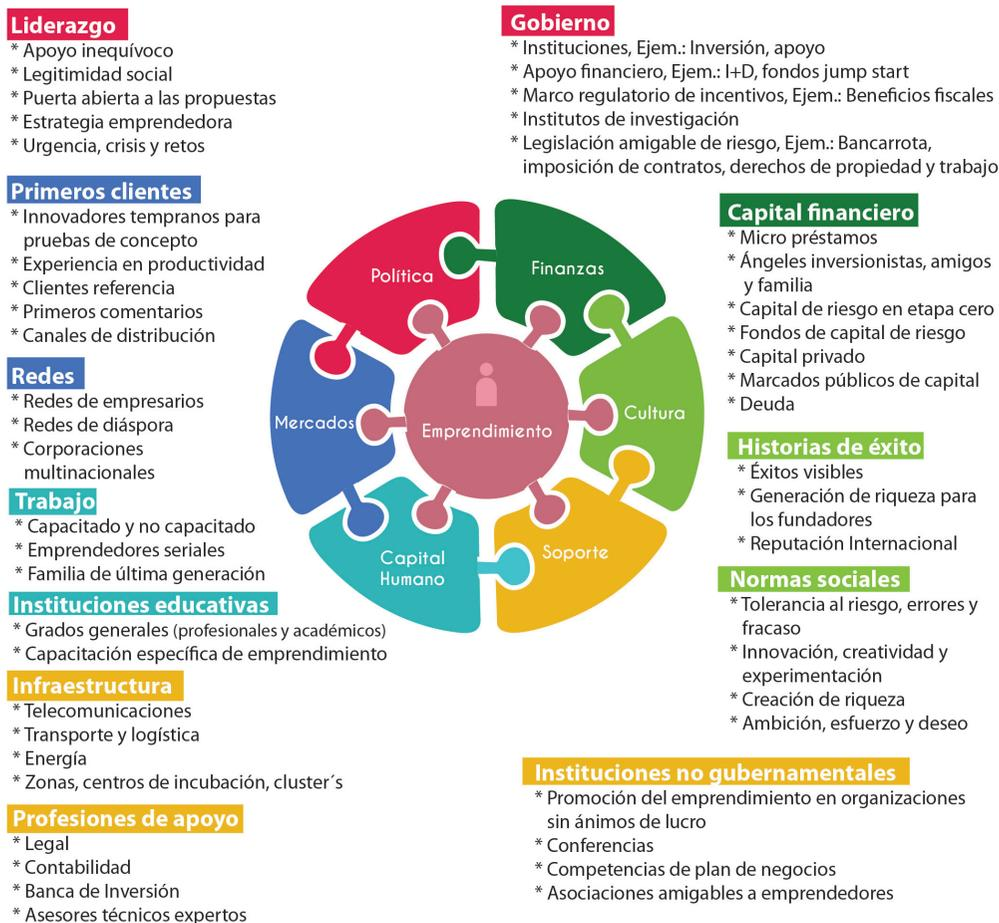 Liderazgo
* Apoyo inequívoco
* Legitimidad social
* Puerta abierta a las propuestas
* Estrategia emprendedora
* Urgencia, crisis y retos
Gobierno
* Instituciones, Ejem.: Inversión, apoyo
* Apoyo financiero, Ejem.: I+D, fondos jump start
* Marco regulatorio de incentivos, Ejem.: Beneficios fiscales
* Institutos de investigación
* Legislación amigable de riesgo, Ejem.: Bancarrota,
imposición de contratos, derechos de propiedad y trabajo
Primeros clientes
* Innovadores tempranos para
pruebas de concepto
* Experiencia en productividad
* Clientes referencia
* Primeros comentarios
* Canales de distribución
Redes
* Redes de empresarios
* Redes de diáspora
* Corporaciones
multinacionales
Trabajo
* Capacitado y no capacitado
* Emprendedores seriales
* Familia de última generación
Instituciones educativas
* Grados generales (profesionales y académicos)
* Capacitación específica de emprendimiento
Infraestructura
* Telecomunicaciones
* Transporte y logística
* Energía
* Zonas, centros de incubación, cluster´s
Profesiones de apoyo
* Legal
* Contabilidad
* Banca de Inversión
* Asesores técnicos expertos
Política
Finanzas
Mercados
Emprendimiento
Cultura
Capital
Humano
Soporte
Capital financiero
* Micro préstamos
* Ángeles inversionistas, amigos
y familia
* Capital de riesgo en etapa cero
* Fondos de capital de riesgo
* Capital privado
* Marcados públicos de capital
* Deuda
Historias de éxito
* Éxitos visibles
* Generación de riqueza para
los fundadores
* Reputación Internacional
Normas sociales
* Tolerancia al riesgo, errores y
fracaso
* Innovación, creatividad y
experimentación
* Creación de riqueza
* Ambición, esfuerzo y deseo
Instituciones no gubernamentales
* Promoción del emprendimiento en organizaciones
sin ánimos de lucro
* Conferencias
* Competencias de plan de negocios
* Asociaciones amigables a emprendedores